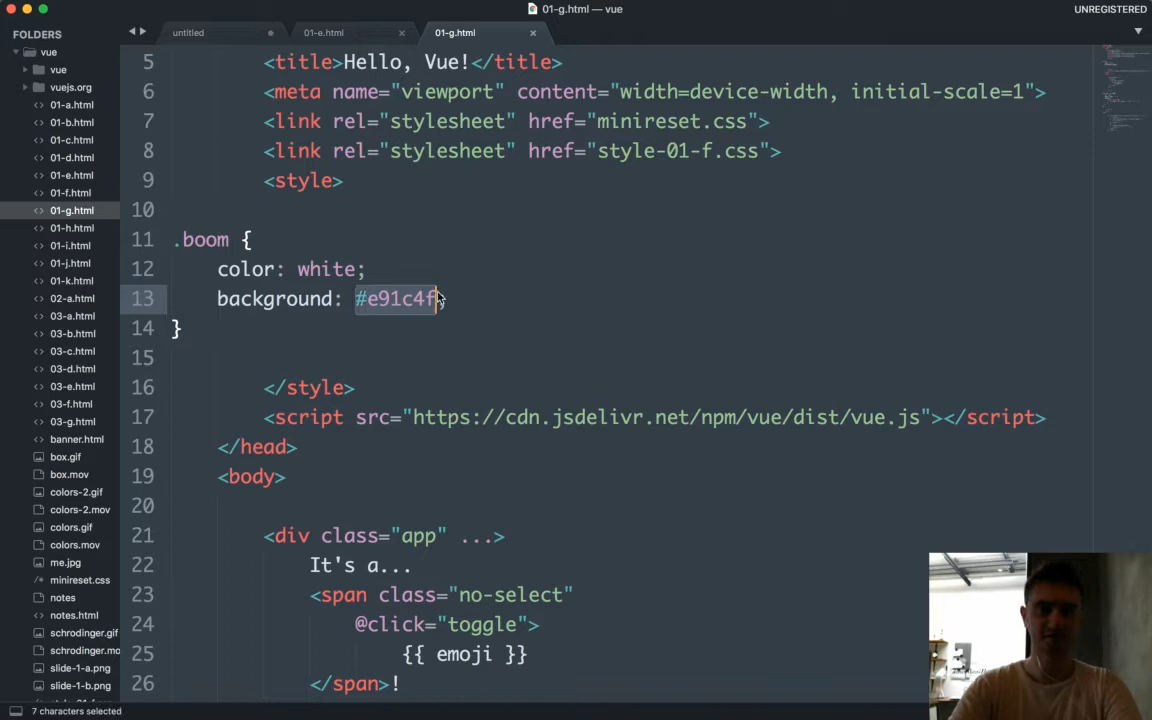 01-g.html — vue
UNREGISTERED
FOLDERS
vue
vue
vuejs.org
01-a.html
01-b.html
01-c.html
01-d.html
01-e.html
01-f.html
01-g.html
01-h.html
01-i.html
01-j.html
01-k.html
02-a.html
03-a.html
03-b.html
03-c.html
03-d.html
03-e.html
03-f.html
03-g.html
banner.html
box.gif
box.mov
colors-2.gif
colors-2.mov
colors.gif
colors.mov
me.jpg
minireset.css
notes
notes.html
schrodinger.gif
schrodinger.mo
slide-1-a.png
slide-1-b.png
untitled
01-e.html
01-g.html
5 <title>Hello, Vue!</title>
6 <meta name="viewport" content="width=device-width, initial-scale=1">
7 <link rel="stylesheet" href="minireset.css">
8 <link rel="stylesheet" href="style-01-f.css">
9 <style>
10
11 .boom {
12 color: white;
13 background: #e91c4f;
14 }
15
16 </style>
17 <script src="https://cdn.jsdelivr.net/npm/vue/dist/vue.js"></script>
18 </head>
19 <body>
20
21 <div class="app" ...>
22 It's a...
23 <span class="no-select"
24 @click="toggle">
25 {{ emoji }}
26 </span>!
7 characters selected